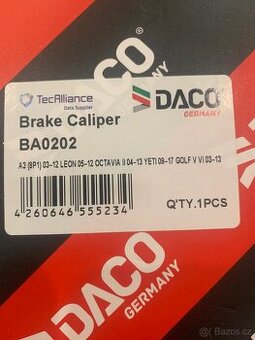 DACO
GERMANY
TecAlliance
Data Supplier
DACO
GERMANY
Brake Caliper
BA0202
A3 (8P1) 03-12 LEON 05-12 OCTAVIA II 04-13 YETI 09-17 GOLF V VI 03-13
4 260646 555234
Q'TY.1PCS
DACO
GERMANY
Bazoš.cz